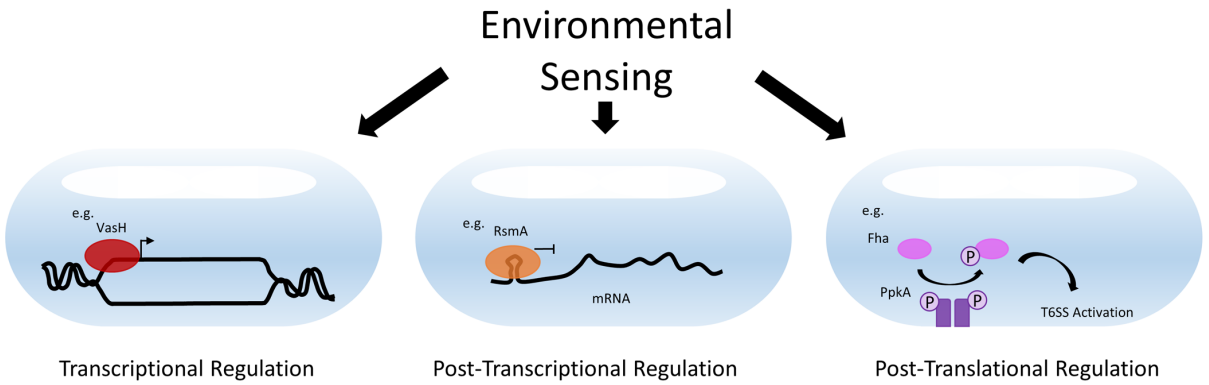 Environmental
Sensing
e.g.
VasH
Transcriptional Regulation
e.g.
RsmA
mRNA
Post-Transcriptional Regulation
e.g.
Fha
P
PpkA
P
P
T6SS Activation
Post-Translational Regulation